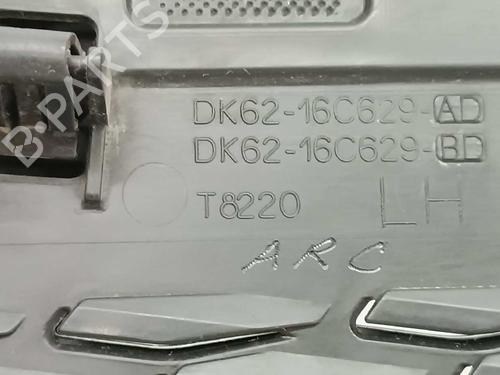 B-PARTS
DK62-16C629-AD
DK62-16C629-BD
T8220 LH
ARC